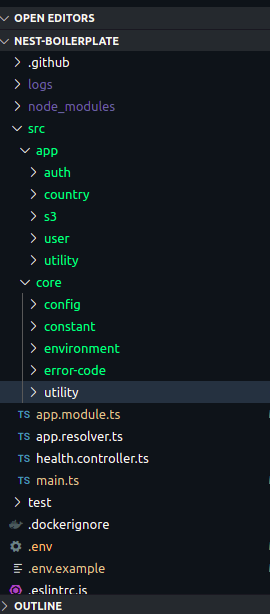 OPEN EDITORS
NEST-BOILERPLATE
.github
logs
node_modules
src
app
auth
country
s3
user
utility
core
config
constant
environment
error-code
utility
TS app.module.ts
TS app.resolver.ts
TS health.controller.ts
TS main.ts
test
.dockerignore
.env
.env.example
.eslintrc.js
OUTLINE